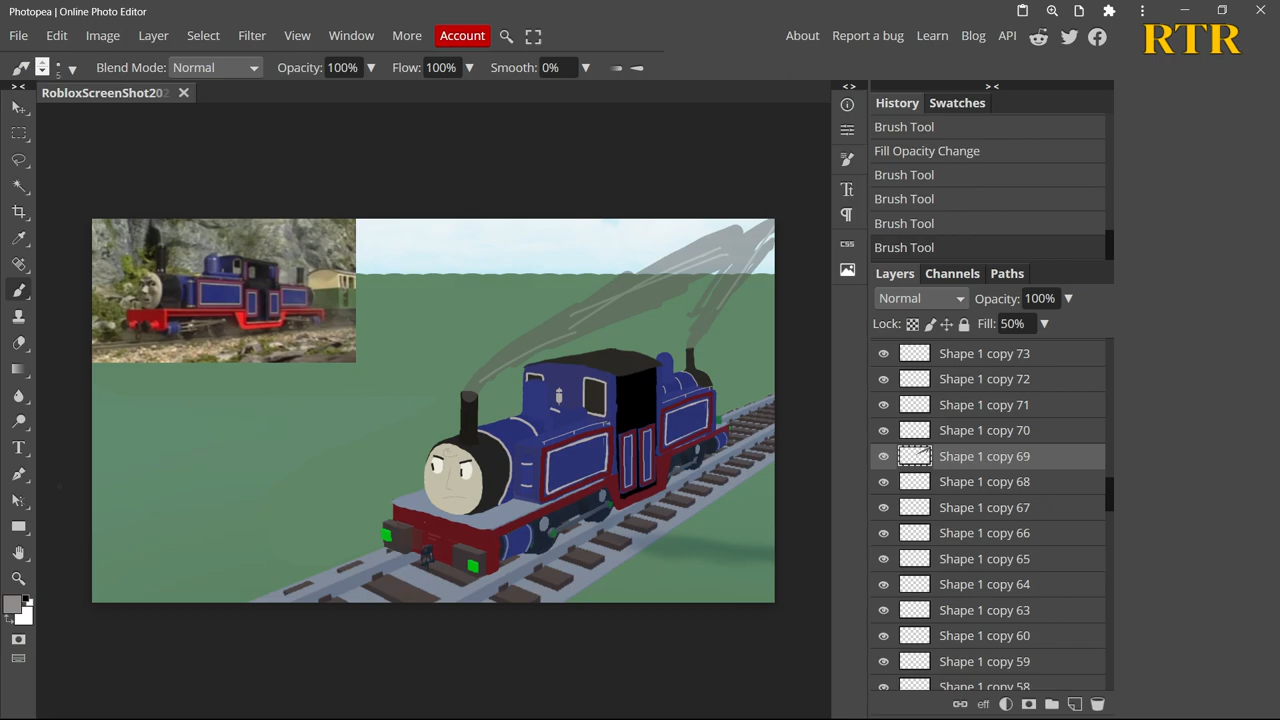 Photopea | Online Photo Editor
File Edit Image Layer Select Filter View Window More Account
About Report a bug Learn Blog API
RTR
5 Blend Mode: Normal Opacity: 100% Flow: 100% Smooth: 0%
RobloxScreenShot202
History Swatches
Brush Tool
Fill Opacity Change
Brush Tool
Brush Tool
Brush Tool
Brush Tool
CSS
Layers Channels Paths
Normal Opacity: 100%
Lock: Fill: 50%
Shape 1 copy 73
Shape 1 copy 72
Shape 1 copy 71
Shape 1 copy 70
Shape 1 copy 69
Shape 1 copy 68
Shape 1 copy 67
Shape 1 copy 66
Shape 1 copy 65
Shape 1 copy 64
Shape 1 copy 63
Shape 1 copy 60
Shape 1 copy 59
Shape 1 copy 58
eff